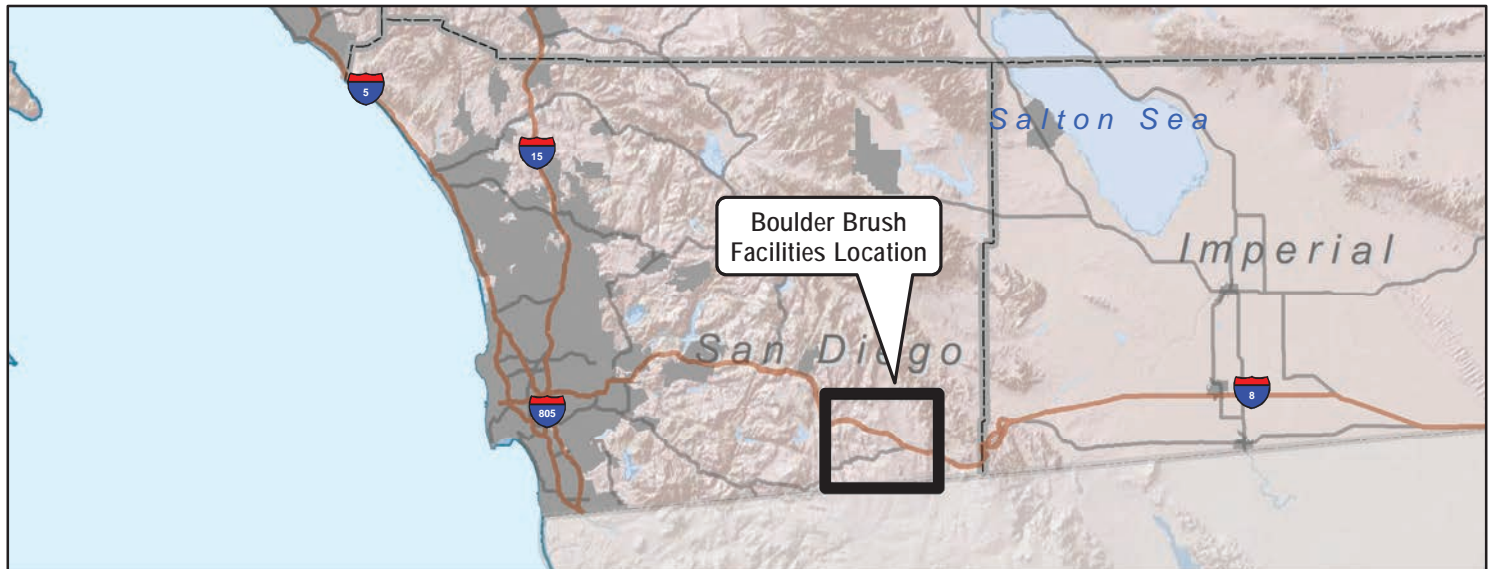 5
Salton Sea
15
Boulder Brush
Facilities Location
Imperial
San Diego
8
805